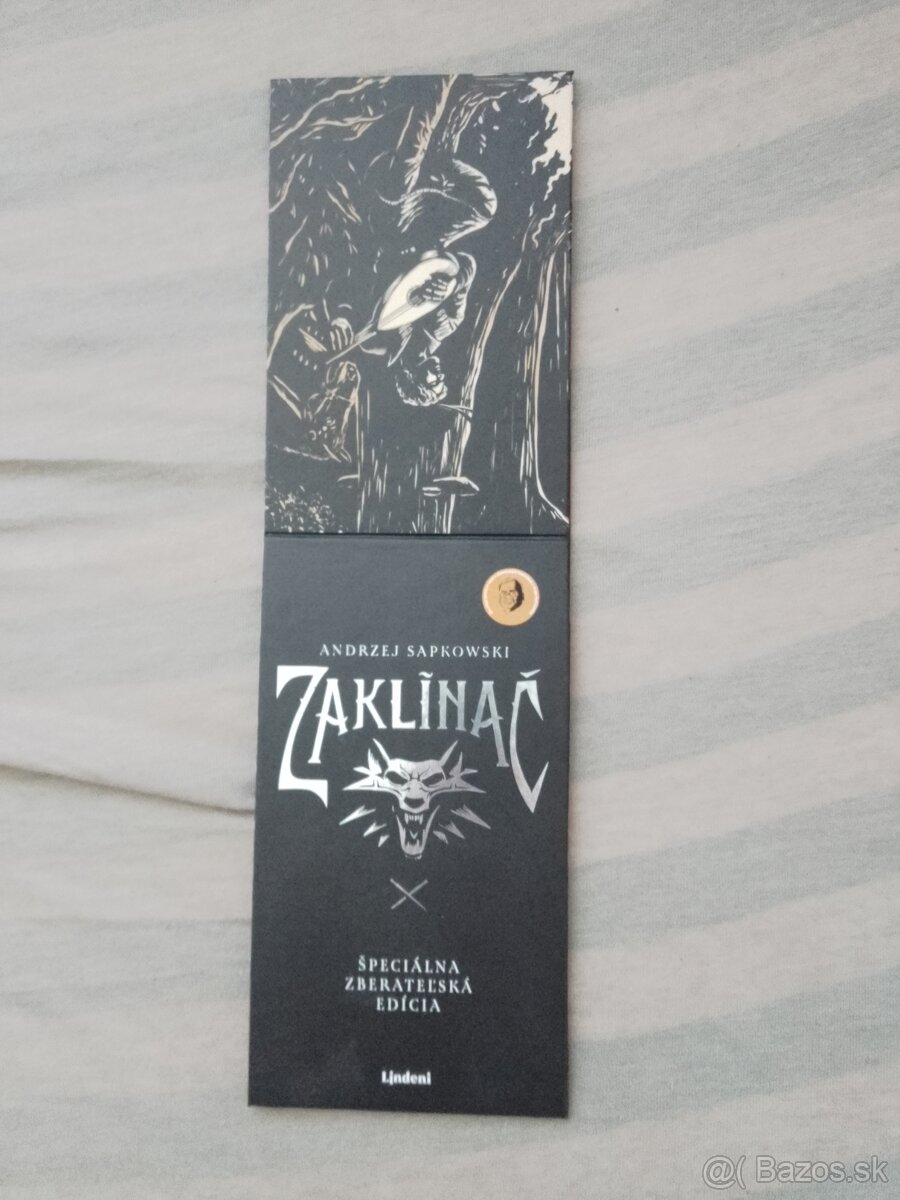 ANDRZEJ SAPKOWSKI
ZAKLÍNAČ
ŠPECIÁLNA
ZBERATEĽSKÁ
EDÍCIA
Lindeni
@( Bazos.sk